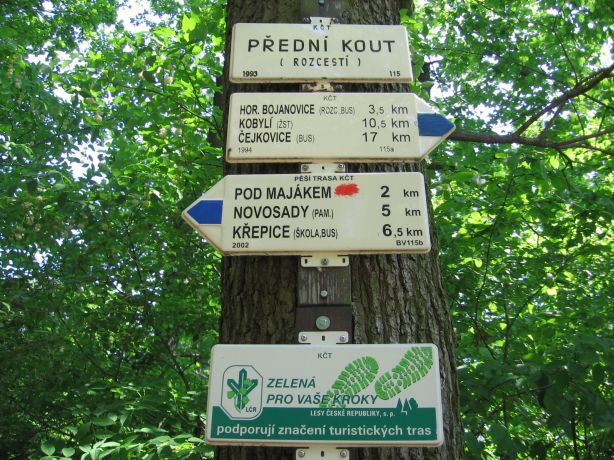 KČT
PŘEDNÍ KOUT
( ROZCESTÍ )
1993 115
KČT
HOR. BOJANOVICE (ROZC.,BUS) 3,5 km
KOBYLÍ (ŽST) 10,5 km
ČEJKOVICE (BUS) 17 km
1994 115a
PĚŠÍ TRASA KČT
POD MAJÁKEM 2 km
NOVOSADY (PAM.) 5 km
KŘEPICE (ŠKOLA,BUS) 6,5 km
2002 BV115b
KČT
ZELENÁ
PRO VAŠE KROKY
LESY ČESKÉ REPUBLIKY, s. p.
LCR
podporují značení turistických tras